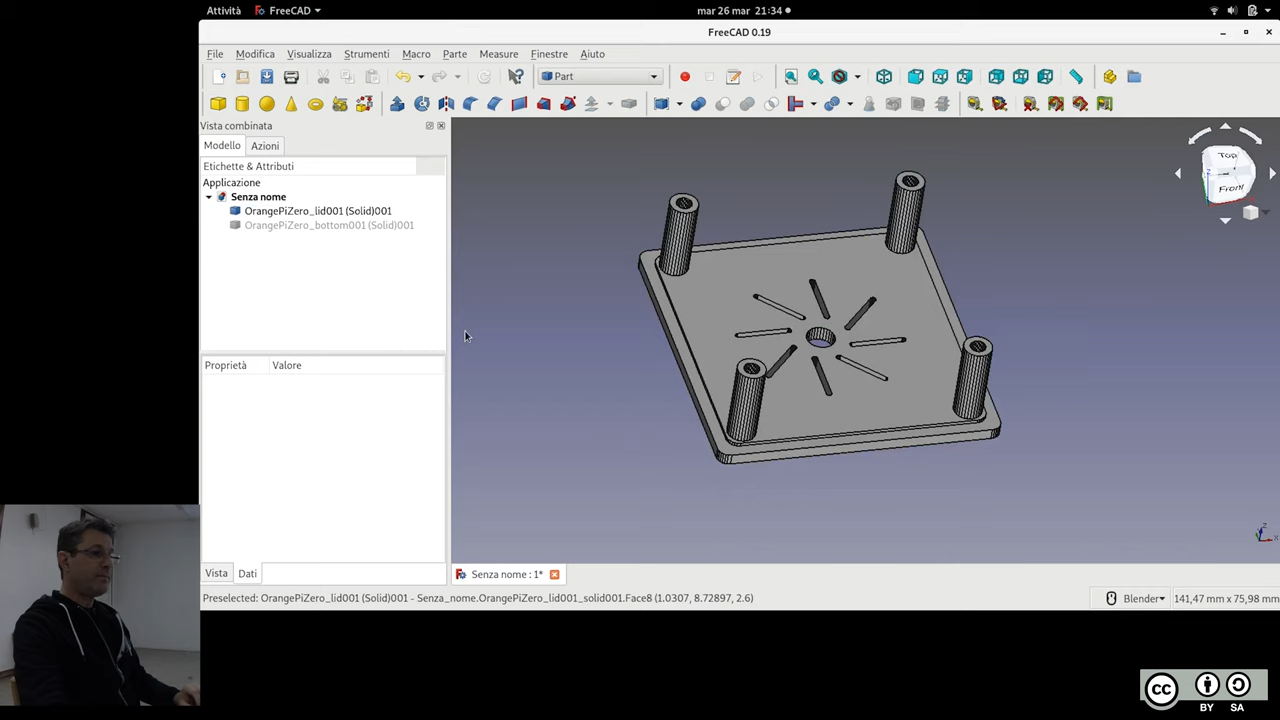 Attività FreeCAD mar 26 mar 21:34
FreeCAD 0.19
File Modifica Visualizza Strumenti Macro Parte Measure Finestre Aiuto
Part
Vista combinata
Modello Azioni
Etichette & Attributi
Applicazione
Senza nome
OrangePiZero_lid001 (Solid)001
OrangePiZero_bottom001 (Solid)001
Proprietà Valore
Top
Front
Z
X
Vista Dati
Senza nome : 1*
Preselected: OrangePiZero_lid001 (Solid)001 - Senza_nome.OrangePiZero_lid001_solid001.Face8 (1.0307, 8.72897, 2.6)
Blender 141,47 mm x 75,98 mm
CC
BY SA